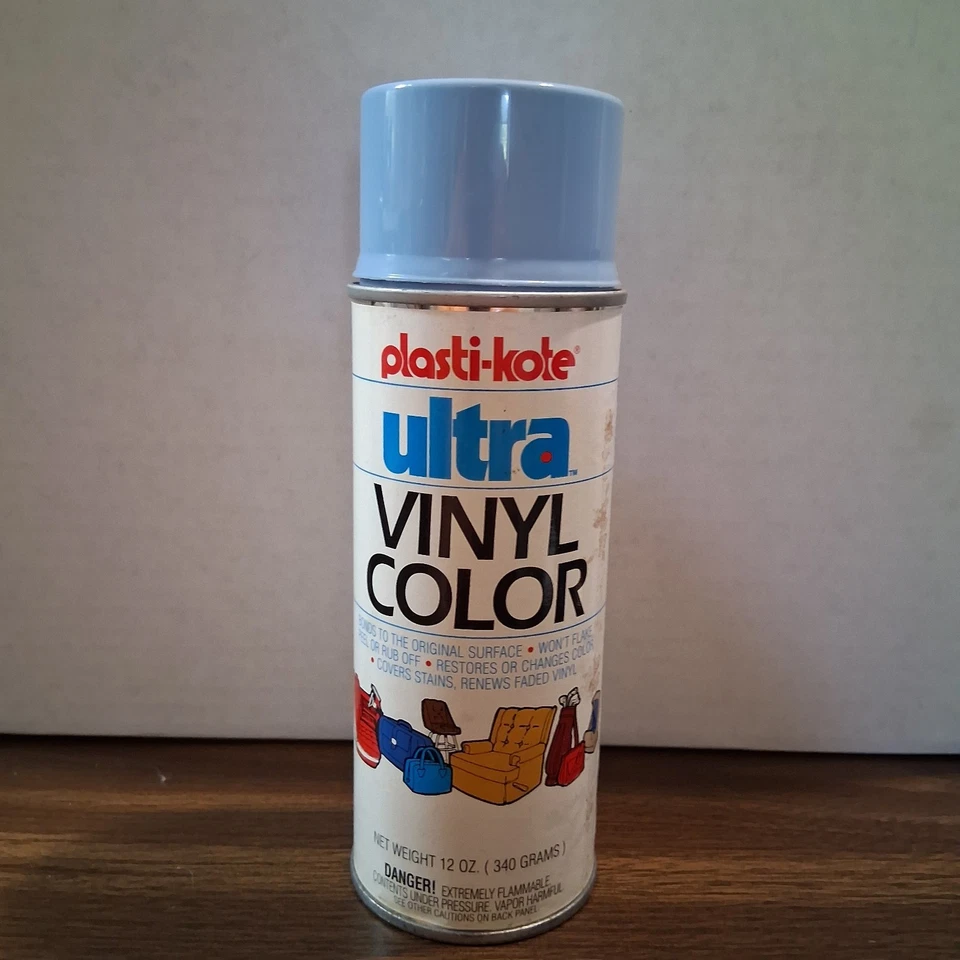 plasti-kote®
ultra™
VINYL
COLOR
BONDS TO THE ORIGINAL SURFACE • WON'T FLAKE,
PEEL OR RUB OFF • RESTORES OR CHANGES COLOR
• COVERS STAINS, RENEWS FADED VINYL
NET WEIGHT 12 OZ. ( 340 GRAMS )
DANGER! EXTREMELY FLAMMABLE
CONTENTS UNDER PRESSURE. VAPOR HARMFUL
SEE OTHER CAUTIONS ON BACK PANEL